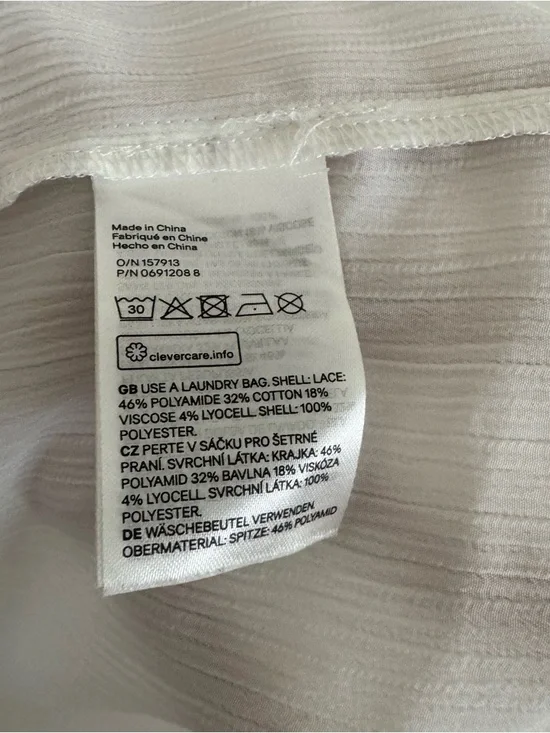 Made in China
Fabriqué en Chine
Hecho en China
O/N 157913
P/N 0691208 8
30
clevercare.info
GB USE A LAUNDRY BAG. SHELL: LACE:
46% POLYAMIDE 32% COTTON 18%
VISCOSE 4% LYOCELL. SHELL: 100%
POLYESTER.
CZ PERTE V SÁČKU PRO ŠETRNÉ
PRANÍ. SVRCHNÍ LÁTKA: KRAJKA: 46%
POLYAMID 32% BAVLNA 18% VISKÓZA
4% LYOCELL. SVRCHNÍ LÁTKA: 100%
POLYESTER.
DE WÄSCHEBEUTEL VERWENDEN.
OBERMATERIAL: SPITZE: 46% POLYAMID